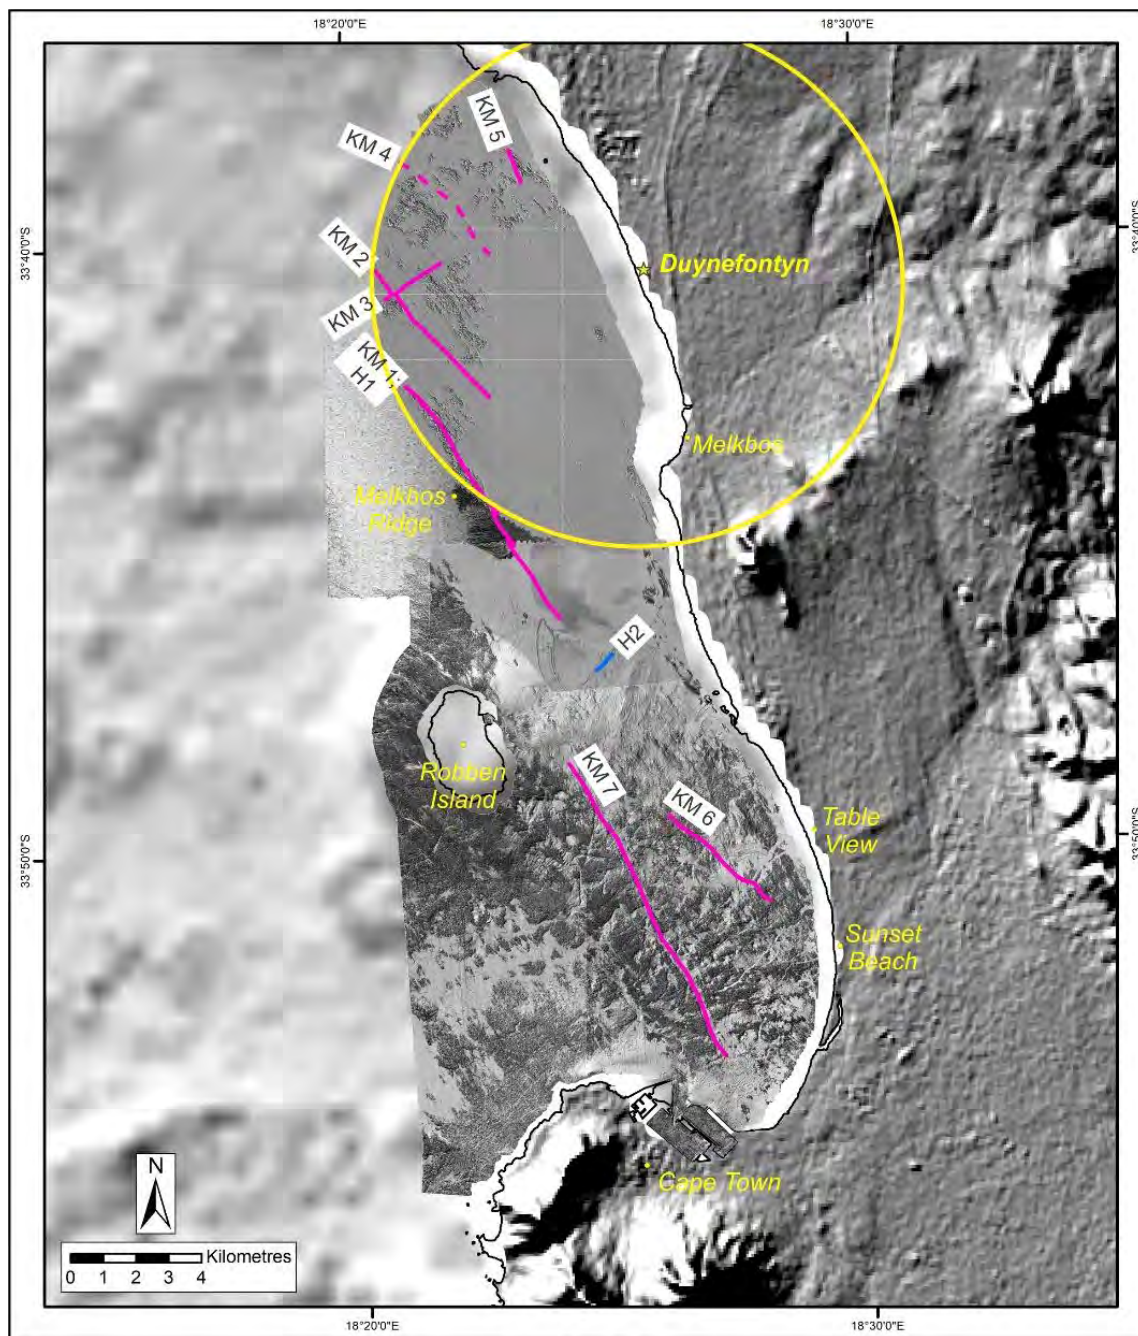 18°20'0"E
18°30'0"E
KM 5
KM 4
33°40'0"S
33°40'0"S
KM 2
Duynefontyn
KM 3
KM 1;
H1
Melkbos
Melkbos
Ridge
H2
KM 7
Robben
Island
KM 6
Table
View
33°50'0"S
33°50'0"S
Sunset
Beach
N
Cape Town
Kilometres
0 1 2 3 4
18°20'0"E
18°30'0"E